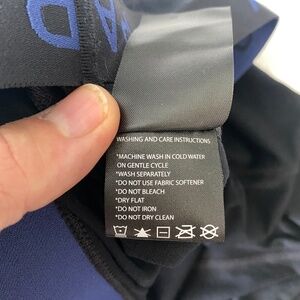 AD
WASHING AND CARE INSTRUCTIONS
*MACHINE WASH IN COLD WATER
ON GENTLE CYCLE
*WASH SEPARATELY
*DO NOT USE FABRIC SOFTENER
*DO NOT BLEACH
*DRY FLAT
*DO NOT IRON
*DO NOT DRY CLEAN